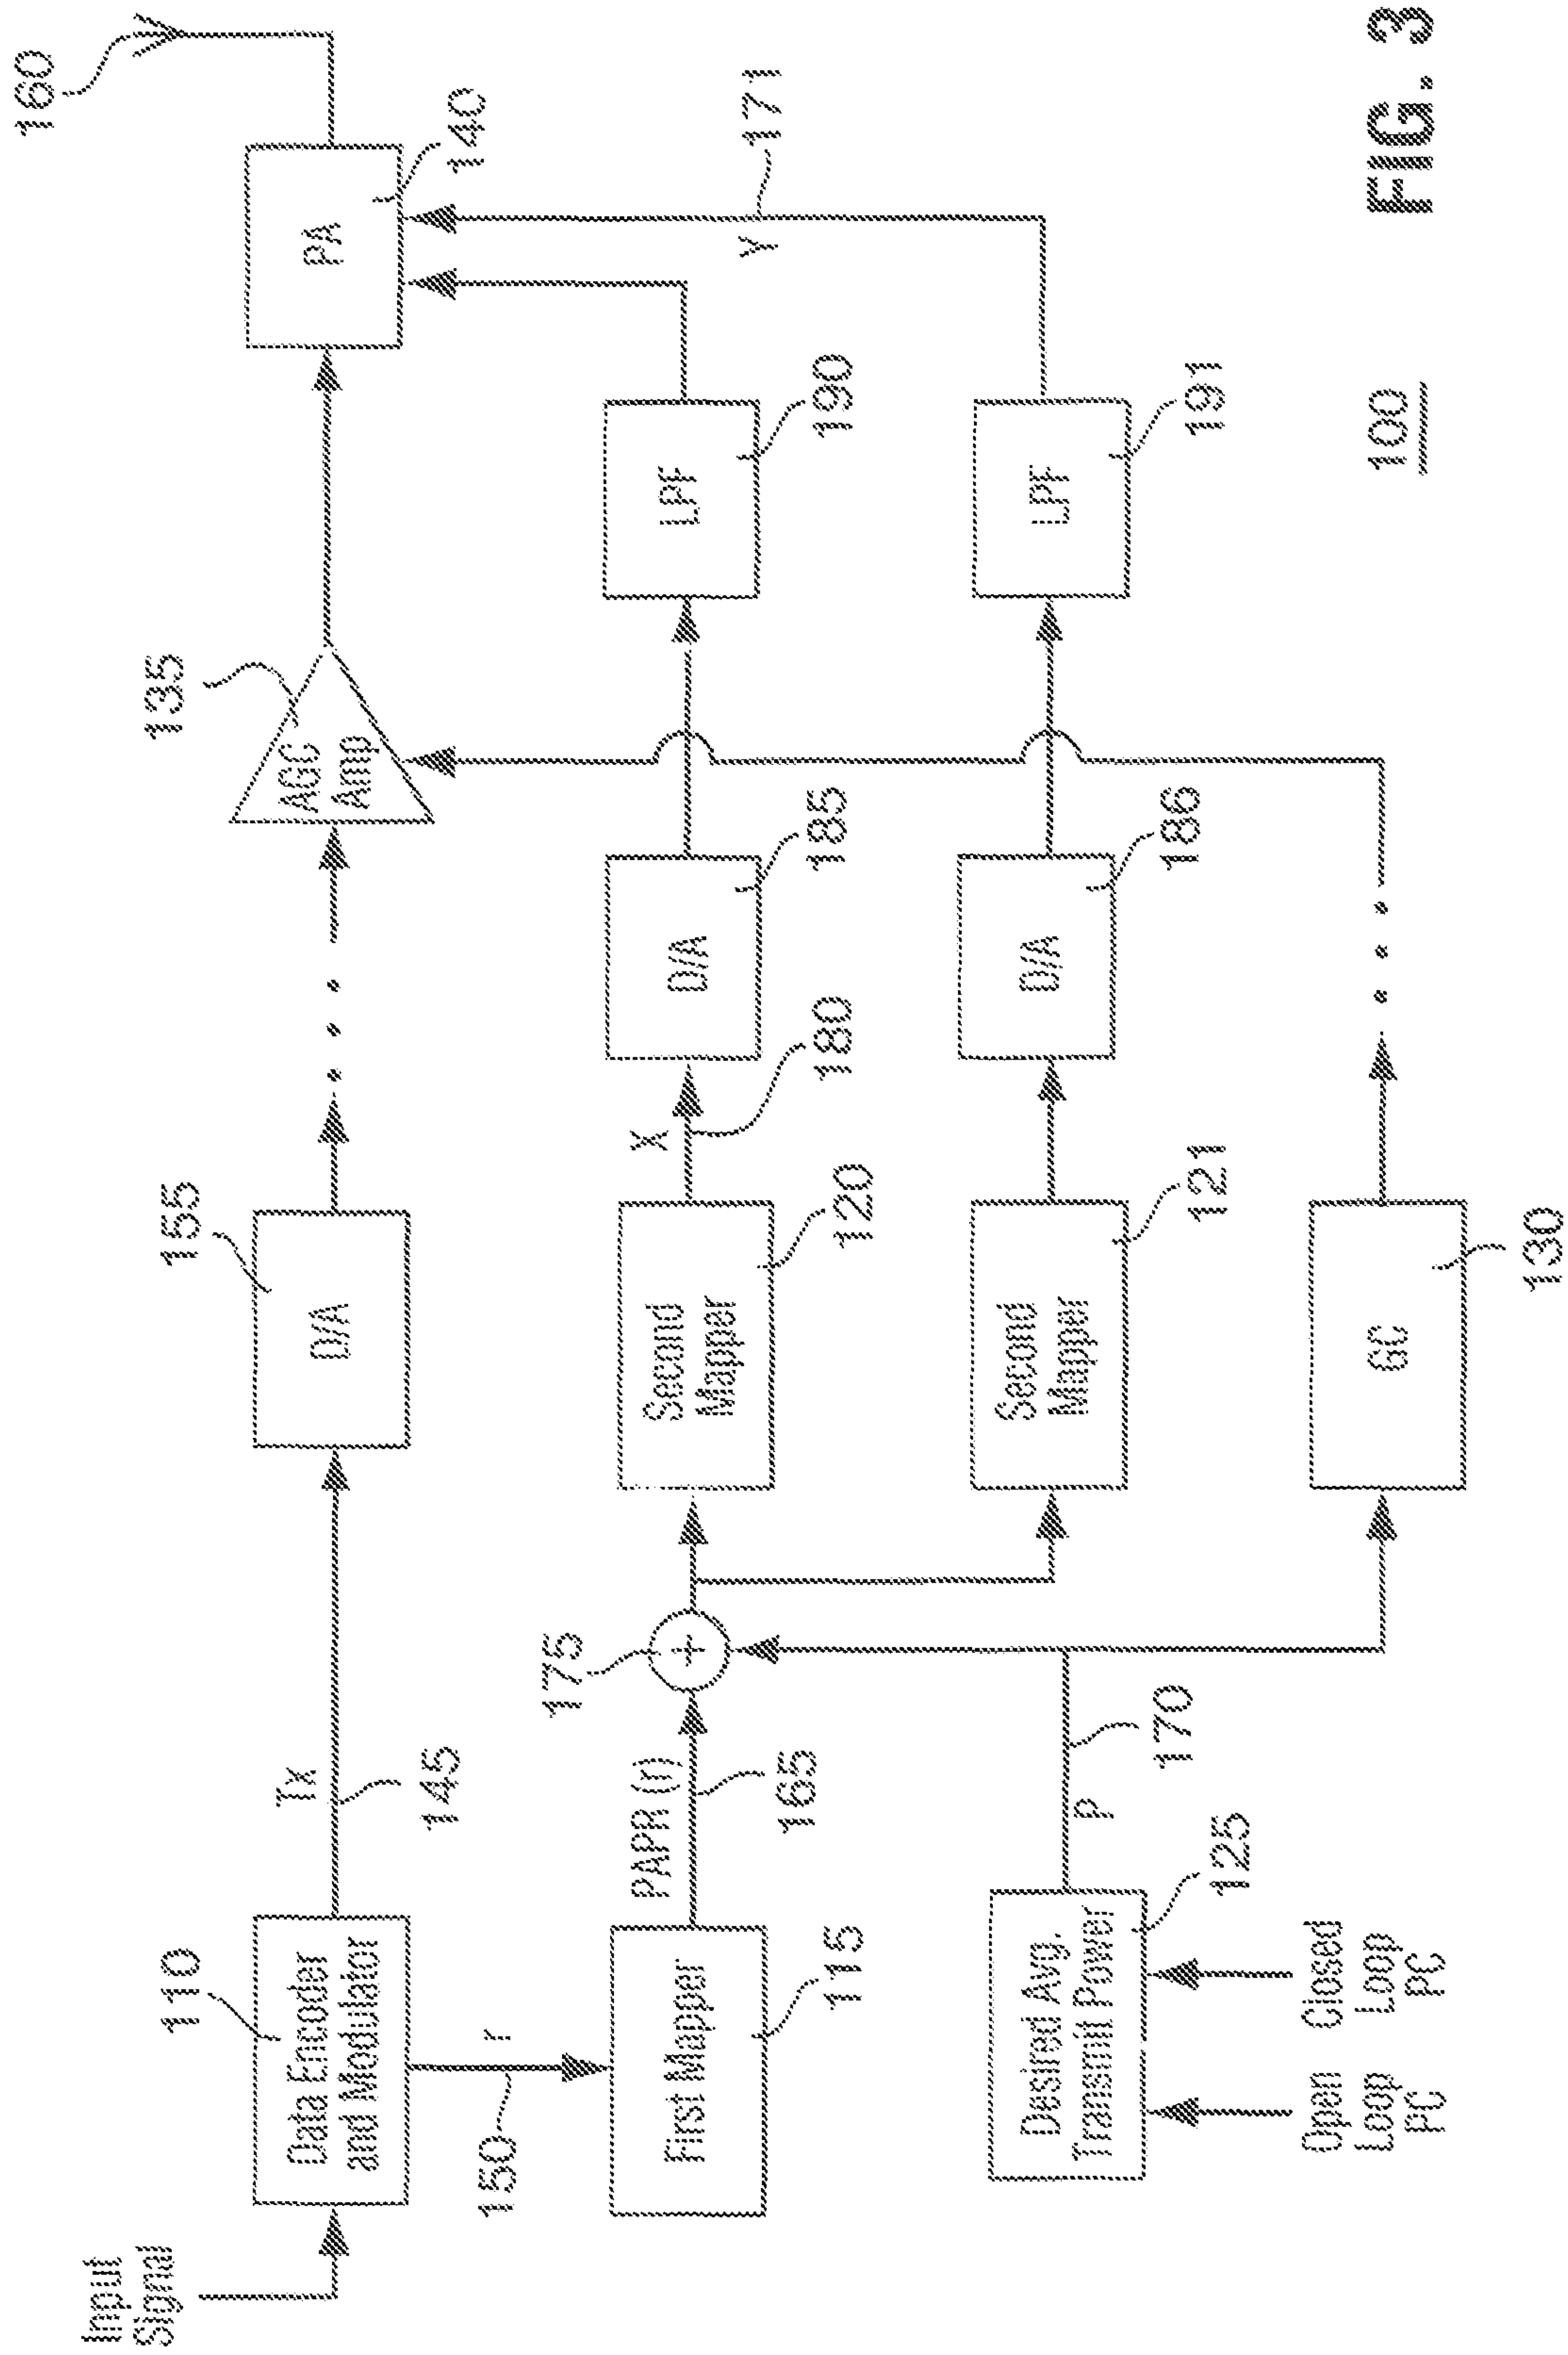 160
135
155
110
Input
Signal
Data Encoder
and Modulator
Tx
145
D/A
AGC
Amp
PA
140
150
r
First Mapper
115
PAPR (r)
165
175
+
Second
Mapper
120
X
180
D/A
185
LPF
190
Y
171
Desired Avg.
Transmit Power
125
P
170
Second
Mapper
121
D/A
186
LPF
191
Open
Loop
PC
Closed
Loop
PC
GC
130
100
FIG. 3